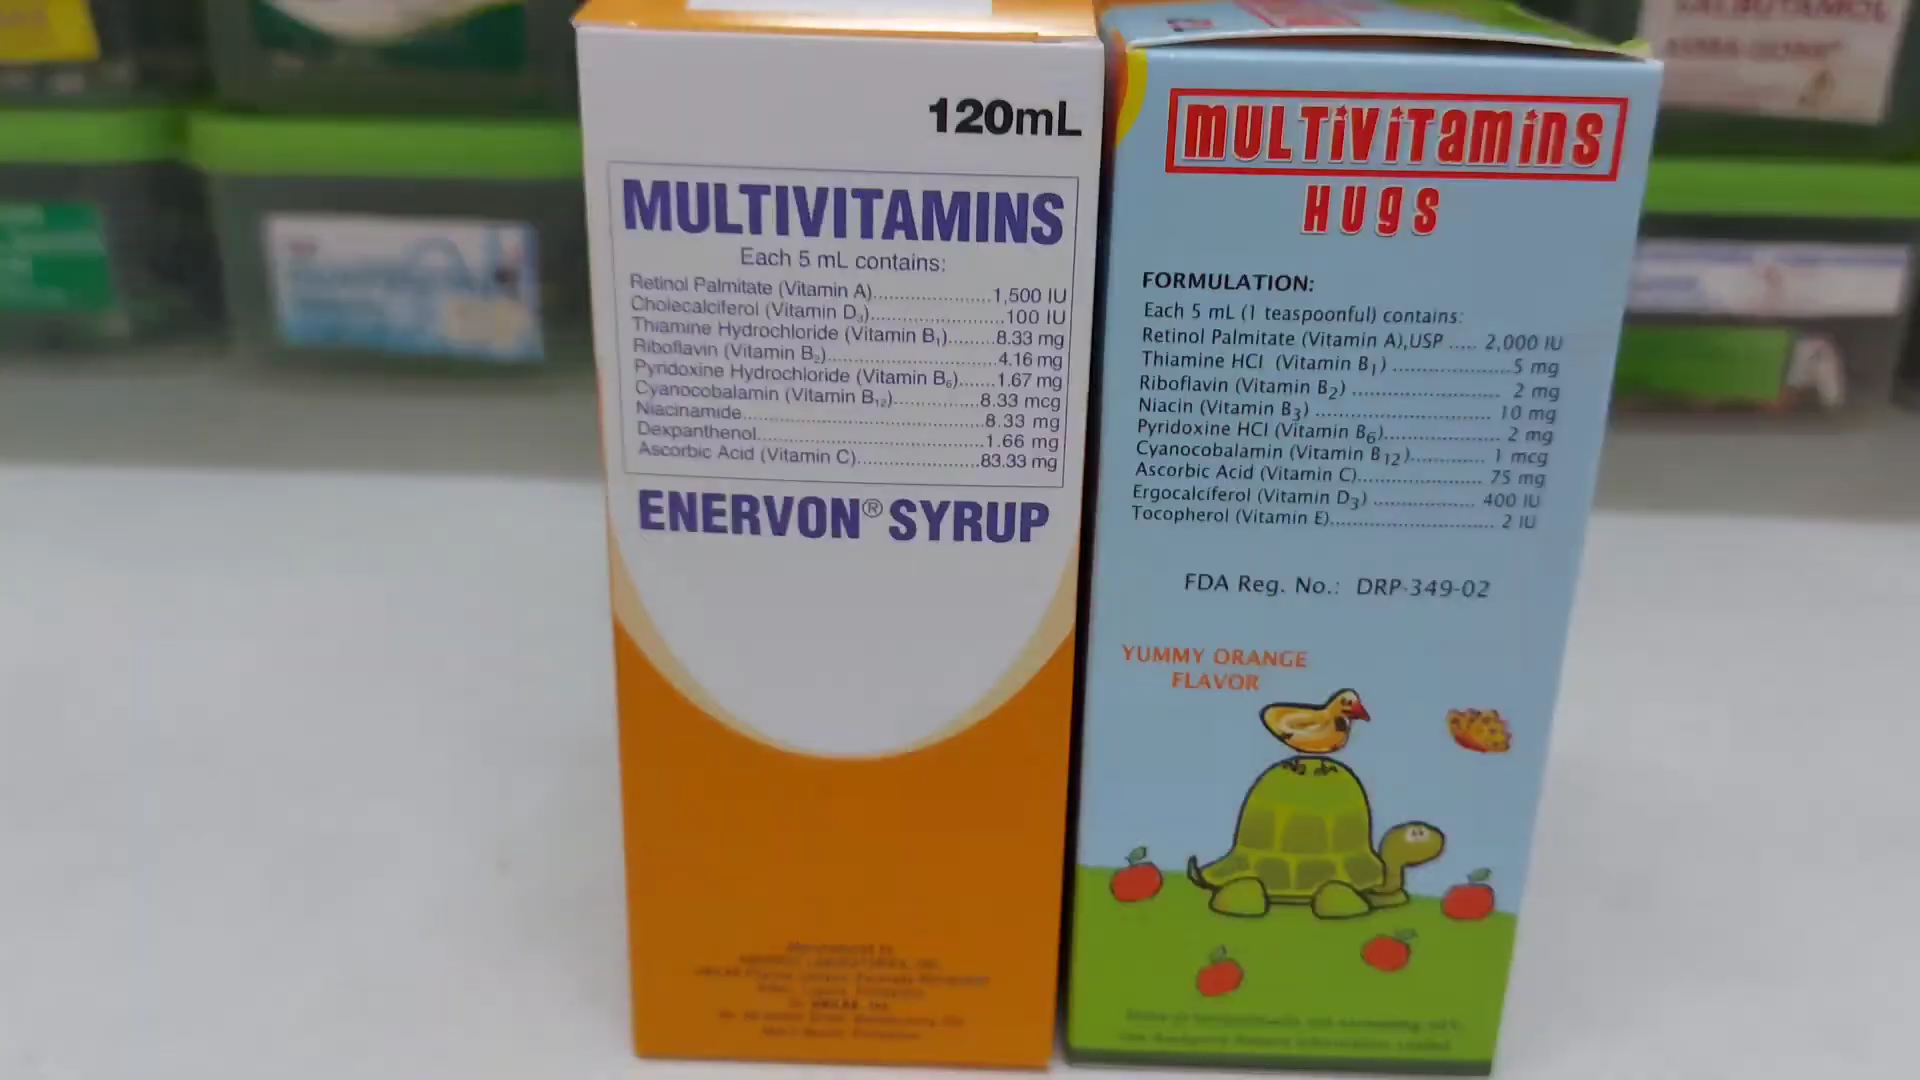 120mL
MULTIVITAMINS
Each 5 mL contains:
Retinol Palmitate (Vitamin A)......................1,500 IU
Cholecalciferol (Vitamin D3).........................100 IU
Thiamine Hydrochloride (Vitamin B1)........8.33 mg
Riboflavin (Vitamin B2)................................4.16 mg
Pyridoxine Hydrochloride (Vitamin B6).......1.67 mg
Cyanocobalamin (Vitamin B12)................8.33 mcg
Niacinamide.............................................8.33 mg
Dexpanthenol..........................................1.66 mg
Ascorbic Acid (Vitamin C).......................83.33 mg
ENERVON® SYRUP
MULTIVITAMINS
HUGS
FORMULATION:
Each 5 mL (1 teaspoonful) contains:
Retinol Palmitate (Vitamin A),USP ..... 2,000 IU
Thiamine HCl (Vitamin B1) ......................5 mg
Riboflavin (Vitamin B2) ........................... 2 mg
Niacin (Vitamin B3) ................................ 10 mg
Pyridoxine HCl (Vitamin B6)..................... 2 mg
Cyanocobalamin (Vitamin B12)............. 1 mcg
Ascorbic Acid (Vitamin C)...................... 75 mg
Ergocalciferol (Vitamin D3) .................. 400 IU
Tocopherol (Vitamin E)............................ 2 IU
FDA Reg. No.: DRP-349-02
YUMMY ORANGE
FLAVOR